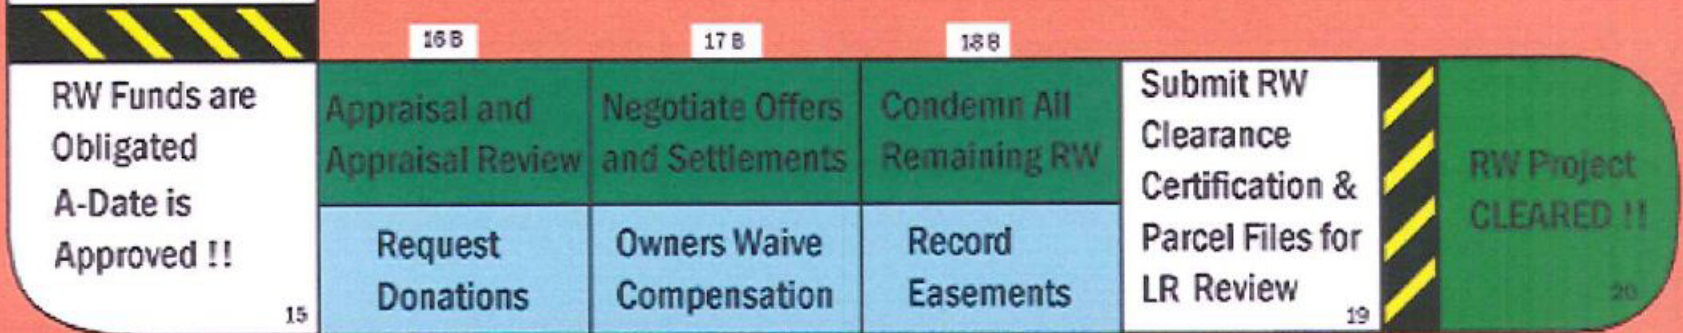 16B
17B
18B
RW Funds are
Obligated
A-Date is
Approved !!
15
Appraisal and
Appraisal Review
Request
Donations
Negotiate Offers
and Settlements
Owners Waive
Compensation
Condemn All
Remaining RW
Record
Easements
Submit RW
Clearance
Certification &
Parcel Files for
LR Review
19
RW Project
CLEARED !!
20